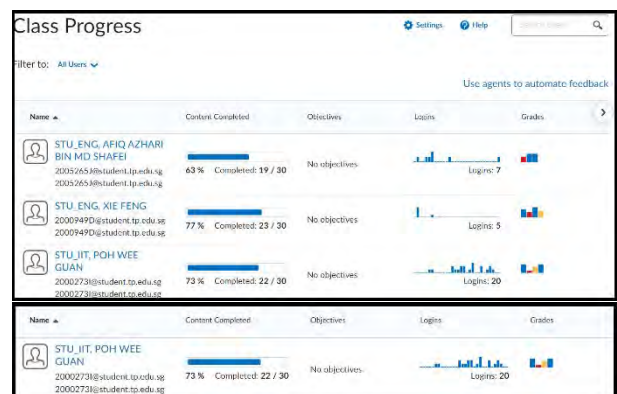 Class Progress
Settings Help
Filter to: All Users
Use agents to automate feedback
Name Content Completed Objectives Logins Grades
STU_ENG, AFIQ AZHARI
BIN MD SHAFEI
2005265J@student.tp.edu.sg
2005265J@student.tp.edu.sg
63 % Completed: 19 / 30
No objectives
Logins: 7
STU_ENG, XIE FENG
2000949D@student.tp.edu.sg
2000949D@student.tp.edu.sg
77 % Completed: 23 / 30
No objectives
Logins: 5
STU_IIT, POH WEE
GUAN
2000273I@student.tp.edu.sg
2000273I@student.tp.edu.sg
73 % Completed: 22 / 30
No objectives
Logins: 20
Name Content Completed Objectives Logins Grades
STU_IIT, POH WEE
GUAN
2000273I@student.tp.edu.sg
2000273I@student.tp.edu.sg
73 % Completed: 22 / 30
No objectives
Logins: 20